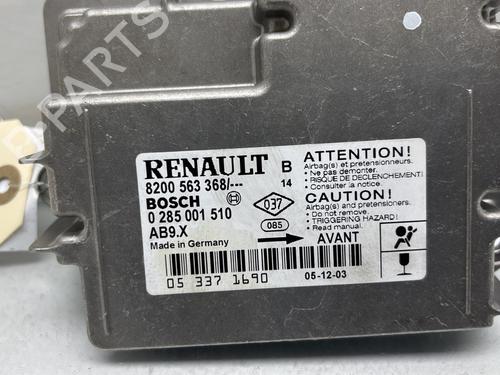 B-PARTS
RENAULT B
8200 563 368/--- 14
BOSCH
0 285 001 510
AB9.X
Made in Germany
037
085
AVANT
05 337 1690
05-12-03
ATTENTION!
Airbag(s) et pretensionneurs.
• Ne pas demonter.
• RISQUE DE DECLENCHEMENT!
• Consulter la notice.
CAUTION!
Airbag(s) and pretensioners.
• Do not remove.
• TRIGGERING HAZARD!
• Read manual.